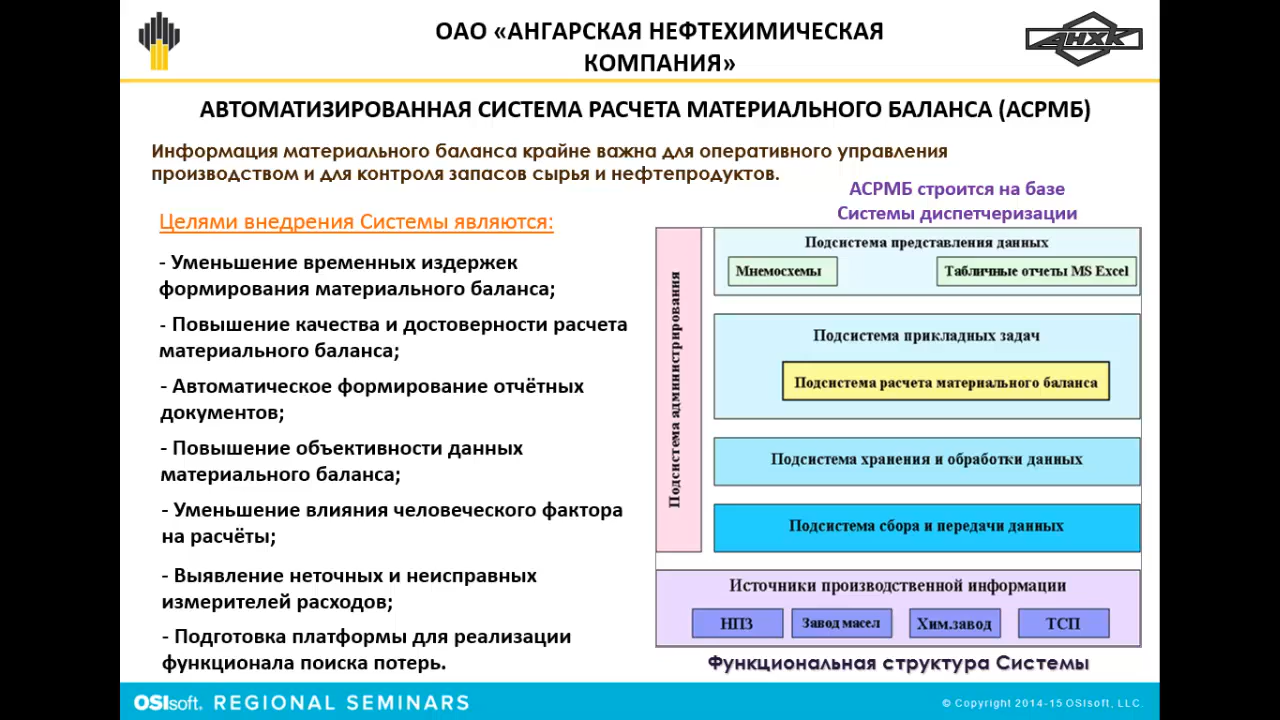 ОАО «АНГАРСКАЯ НЕФТЕХИМИЧЕСКАЯ
КОМПАНИЯ»
АНХК
АВТОМАТИЗИРОВАННАЯ СИСТЕМА РАСЧЕТА МАТЕРИАЛЬНОГО БАЛАНСА (АСРМБ)
Информация материального баланса крайне важна для оперативного управления
производством и для контроля запасов сырья и нефтепродуктов.
Целями внедрения Системы являются:
- Уменьшение временных издержек
формирования материального баланса;
- Повышение качества и достоверности расчета
материального баланса;
- Автоматическое формирование отчётных
документов;
- Повышение объективности данных
материального баланса;
- Уменьшение влияния человеческого фактора
на расчёты;
- Выявление неточных и неисправных
измерителей расходов;
- Подготовка платформы для реализации
функционала поиска потерь.
АСРМБ строится на базе
Системы диспетчеризации
Подсистема администрирования
Подсистема представления данных
Мнемосхемы
Табличные отчеты MS Excel
Подсистема прикладных задач
Подсистема расчета материального баланса
Подсистема хранения и обработки данных
Подсистема сбора и передачи данных
Источники производственной информации
НПЗ
Завод масел
Хим.завод
ТСП
Функциональная структура Системы
OSIsoft. REGIONAL SEMINARS
© Copyright 2014-15 OSIsoft, LLC.